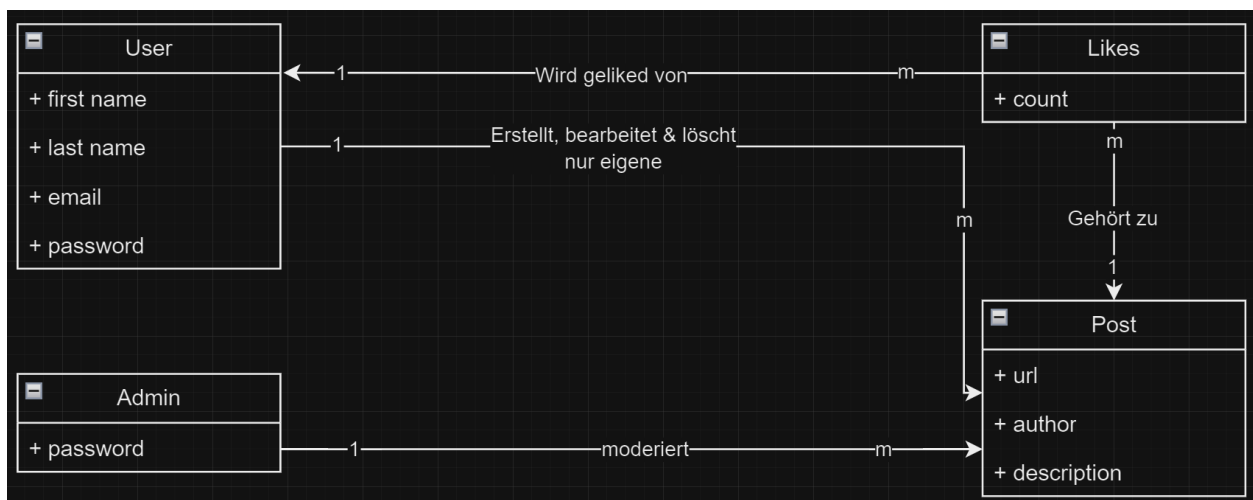 User
+ first name
+ last name
+ email
+ password
1
Wird geliked von
m
Likes
+ count
1
Erstellt, bearbeitet & löscht
nur eigene
m
m
Gehört zu
1
Admin
+ password
1
moderiert
m
Post
+ url
+ author
+ description